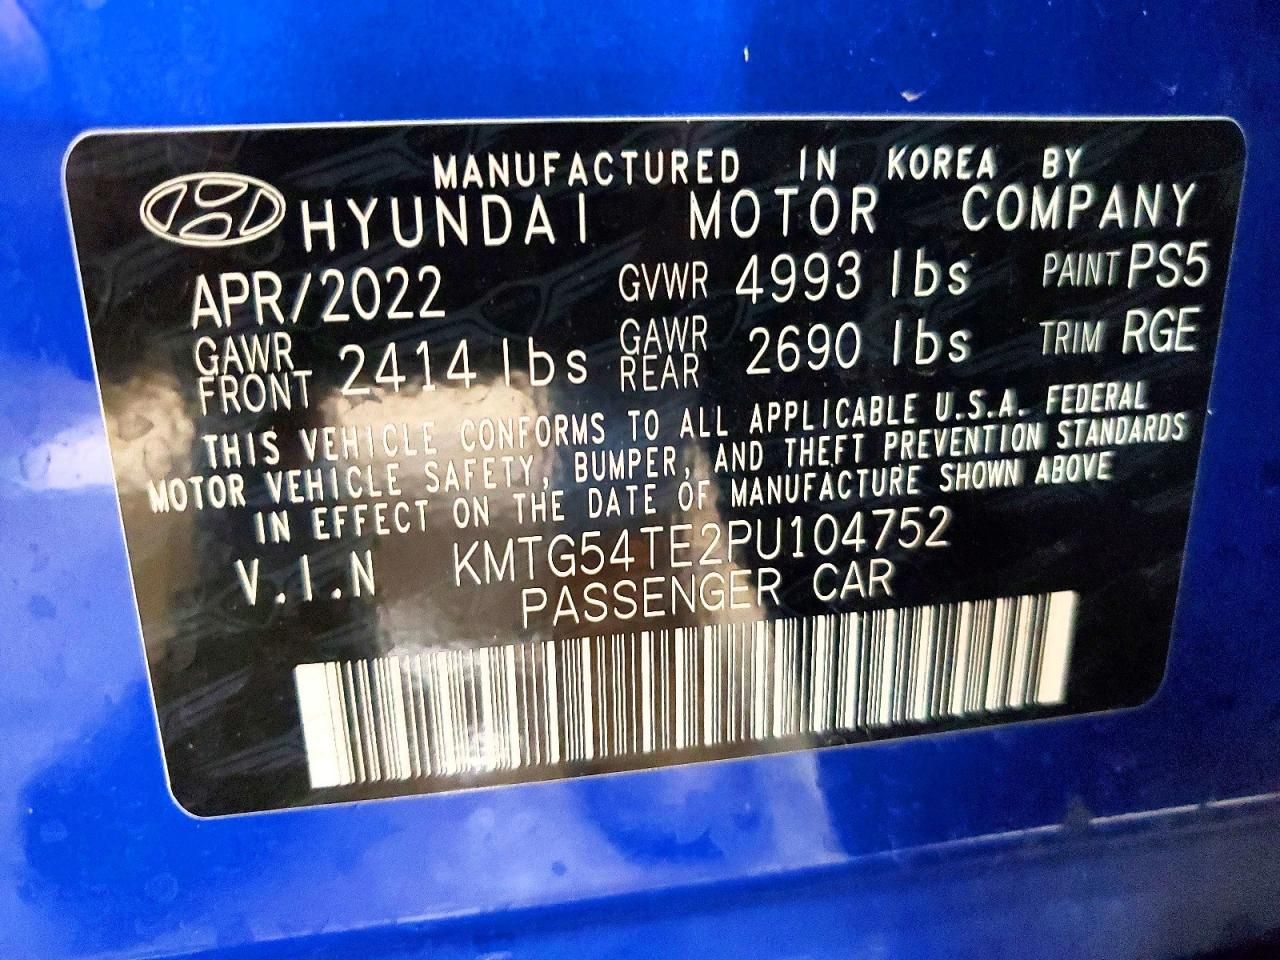 MANUFACTURED IN KOREA BY
HYUNDAI MOTOR COMPANY
APR/2022 GVWR 4993 lbs PAINT PS5
GAWR FRONT 2414 lbs GAWR REAR 2690 lbs TRIM RGE
THIS VEHICLE CONFORMS TO ALL APPLICABLE U.S.A. FEDERAL
MOTOR VEHICLE SAFETY, BUMPER, AND THEFT PREVENTION STANDARDS
IN EFFECT ON THE DATE OF MANUFACTURE SHOWN ABOVE
V.I.N KMTG54TE2PU104752
PASSENGER CAR